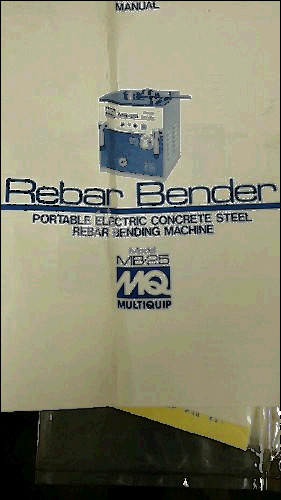 MANUAL
Rebar Bender
PORTABLE ELECTRIC CONCRETE STEEL
REBAR BENDING MACHINE
Model
MB-25
MQ
MULTIQUIP